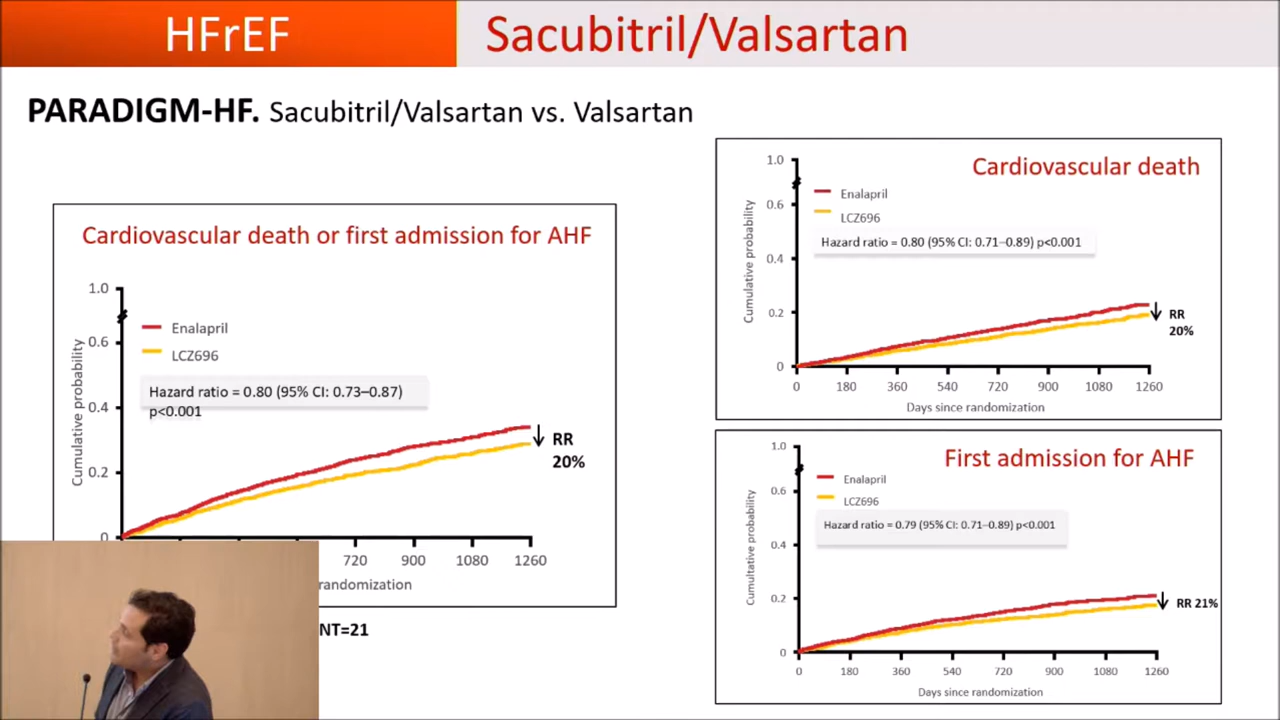 HFrEF
Sacubitril/Valsartan
PARADIGM-HF. Sacubitril/Valsartan vs. Valsartan
Cardiovascular death or first admission for AHF
Cumulative probability
1.0
0.6
0.4
0.2
0
Enalapril
LCZ696
Hazard ratio = 0.80 (95% CI: 0.73–0.87)
p<0.001
RR
20%
720 900 1080 1260
randomization
NT=21
Cardiovascular death
Cumulative probability
1.0
0.6
0.4
0.2
0
Enalapril
LCZ696
Hazard ratio = 0.80 (95% CI: 0.71–0.89) p<0.001
RR
20%
0 180 360 540 720 900 1080 1260
Days since randomization
First admission for AHF
Cumultative probability
1.0
0.6
0.4
0.2
0
Enalapril
LCZ696
Hazard ratio = 0.79 (95% CI: 0.71–0.89) p<0.001
RR 21%
0 180 360 540 720 900 1080 1260
Days since randomization